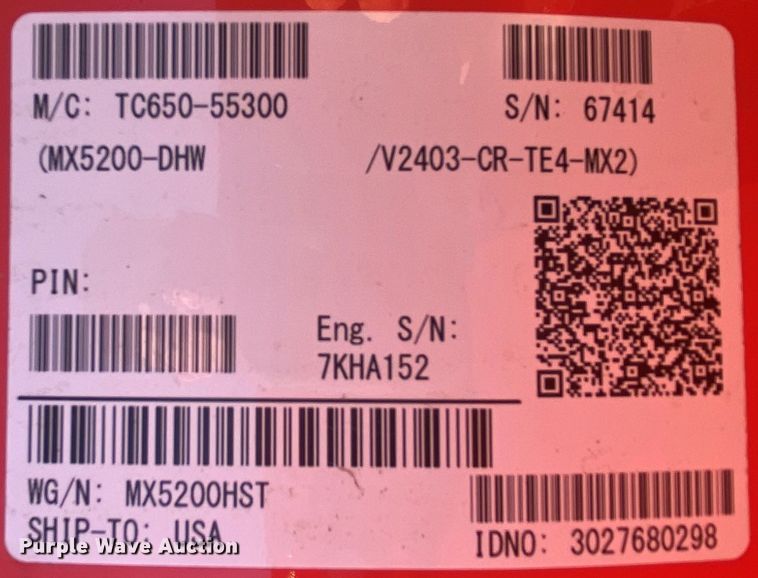 M/C: TC650-55300 S/N: 67414
(MX5200-DHW /V2403-CR-TE4-MX2)
PIN:
Eng. S/N:
7KHA152
WG/N: MX5200HST
SHIP-TO: USA
IDNO: 3027680298
Purple Wave Auction